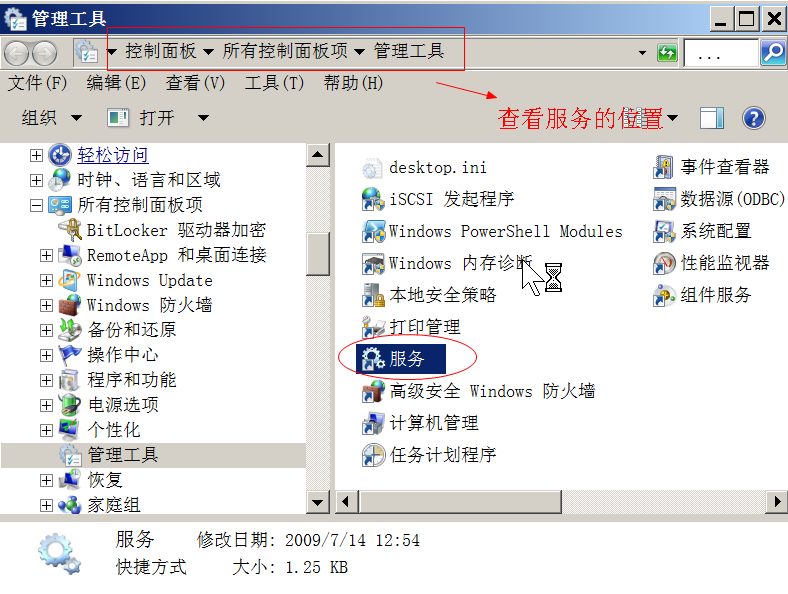 管理工具
控制面板 所有控制面板项 管理工具 ...
文件(F) 编辑(E) 查看(V) 工具(T) 帮助(H)
组织 打开 查看服务的位置
轻松访问
时钟、语言和区域
所有控制面板项
BitLocker 驱动器加密
RemoteApp 和桌面连接
Windows Update
Windows 防火墙
备份和还原
操作中心
程序和功能
电源选项
个性化
管理工具
恢复
家庭组
desktop.ini
iSCSI 发起程序
Windows PowerShell Modules
Windows 内存诊断
本地安全策略
打印管理
服务
高级安全 Windows 防火墙
计算机管理
任务计划程序
事件查看器
数据源(ODBC)
系统配置
性能监视器
组件服务
服务 修改日期: 2009/7/14 12:54
快捷方式 大小: 1.25 KB